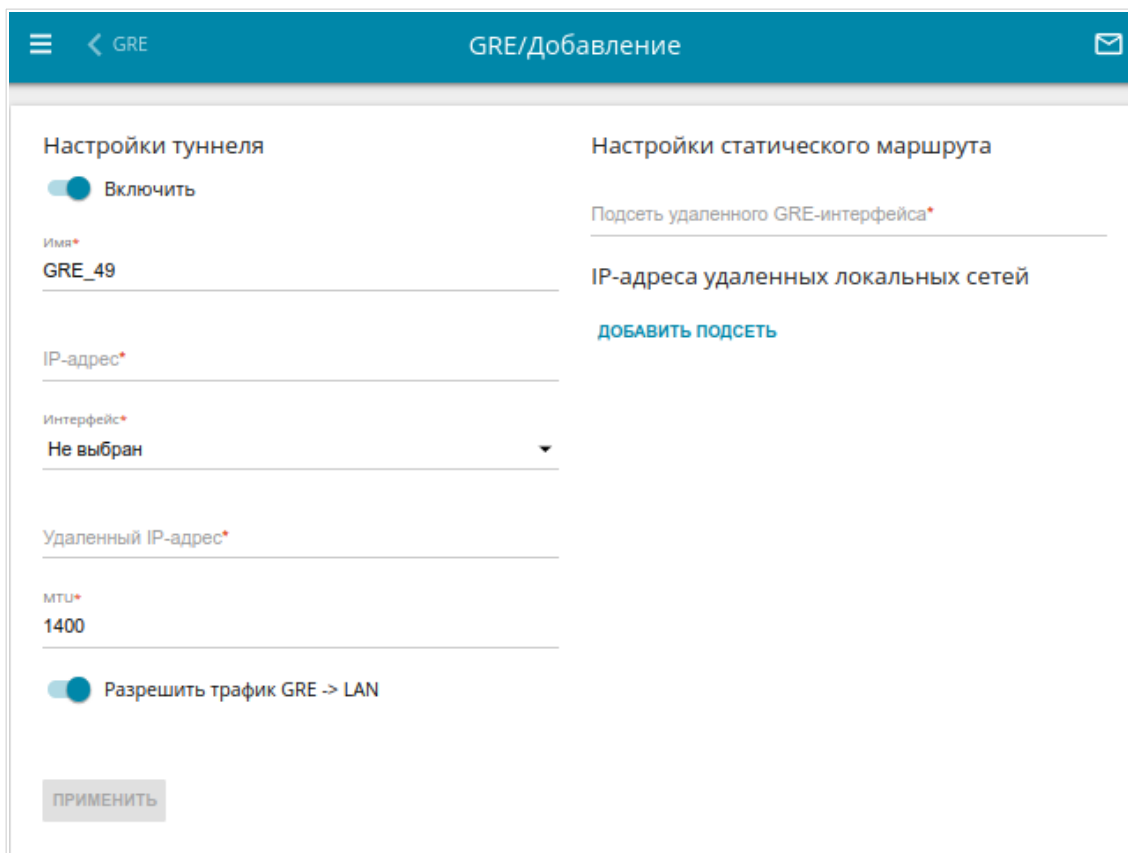 GRE
GRE/Добавление
Настройки туннеля
Включить
Имя*
GRE_49
IP-адрес*
Интерфейс*
Не выбран
Удаленный IP-адрес*
MTU*
1400
Разрешить трафик GRE -> LAN
ПРИМЕНИТЬ
Настройки статического маршрута
Подсеть удаленного GRE-интерфейса*
IP-адреса удаленных локальных сетей
ДОБАВИТЬ ПОДСЕТЬ